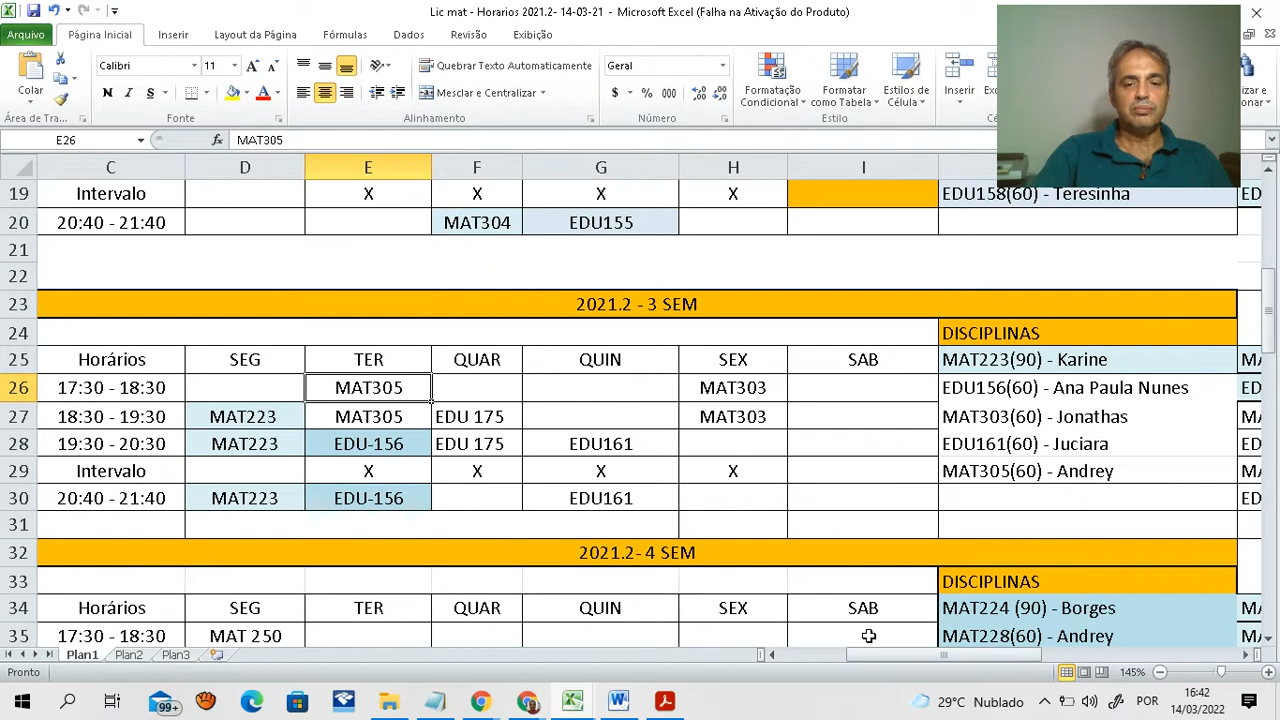 Lic mat - Horarios 2021.2- 14-03-21 - Microsoft Excel (Falha na Ativação do Produto)
Arquivo Página Inicial Inserir Layout da Página Fórmulas Dados Revisão Exibição
Calibri 11 Quebrar Texto Automaticamente Geral
Colar N I S Mesclar e Centralizar $ % 000 Formatação Condicional Formatar como Tabela Estilos de Célula Inserir
Área de Tra... Fonte Alinhamento Número Estilo
E26 fx MAT305
C D E F G H I
19 Intervalo X X X X EDU158(60) - Teresinha
20 20:40 - 21:40 MAT304 EDU155
21
22
23 2021.2 - 3 SEM
24 DISCIPLINAS
25 Horários SEG TER QUAR QUIN SEX SAB MAT223(90) - Karine
26 17:30 - 18:30 MAT305 MAT303 EDU156(60) - Ana Paula Nunes
27 18:30 - 19:30 MAT223 MAT305 EDU 175 MAT303 MAT303(60) - Jonathas
28 19:30 - 20:30 MAT223 EDU-156 EDU 175 EDU161 EDU161(60) - Juciara
29 Intervalo X X X X MAT305(60) - Andrey
30 20:40 - 21:40 MAT223 EDU-156 EDU161
31
32 2021.2- 4 SEM
33 DISCIPLINAS
34 Horários SEG TER QUAR QUIN SEX SAB MAT224 (90) - Borges
35 17:30 - 18:30 MAT 250 MAT228(60) - Andrey
Plan1 Plan2 Plan3
Pronto 145%
99+ 29°C Nublado POR 16:42
14/03/2022